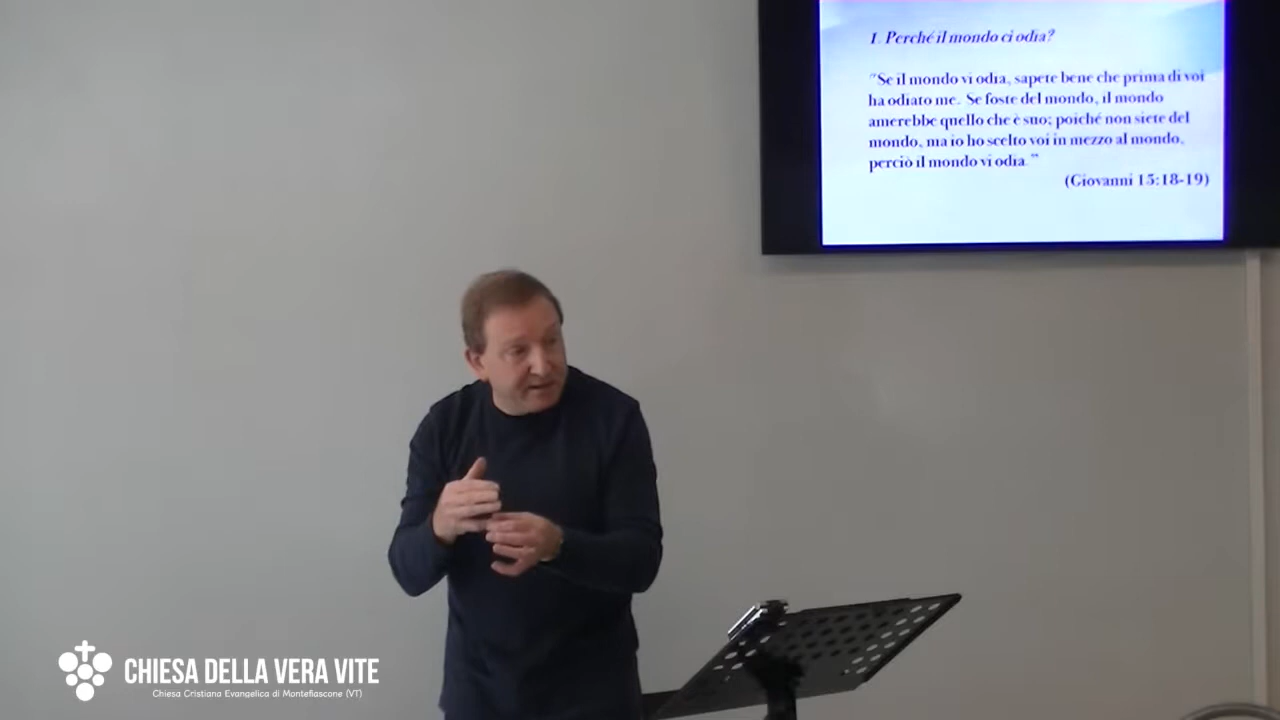 1. Perché il mondo ci odia?
"Se il mondo vi odia, sapete bene che prima di voi
ha odiato me. Se foste del mondo, il mondo
amerebbe quello che è suo; poiché non siete del
mondo, ma io ho scelto voi in mezzo al mondo,
perciò il mondo vi odia."
(Giovanni 15:18-19)
CHIESA DELLA VERA VITE
Chiesa Cristiana Evangelica di Montefiascone (VT)